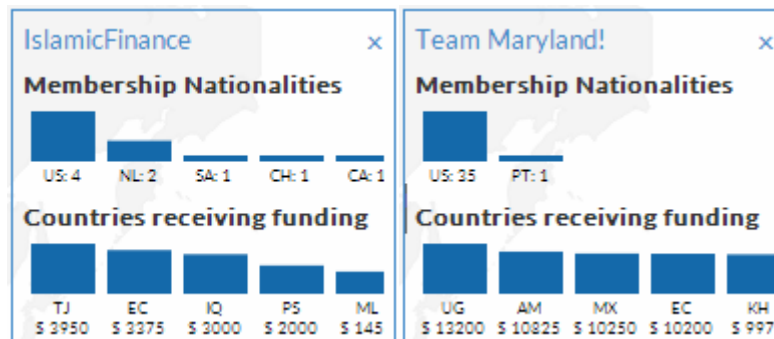 IslamicFinance x
Membership Nationalities
US: 4 NL: 2 SA: 1 CH: 1 CA: 1
Countries receiving funding
TJ EC IQ PS ML
$ 3950 $ 3375 $ 3000 $ 2000 $ 145
Team Maryland! x
Membership Nationalities
US: 35 PT: 1
Countries receiving funding
UG AM MX EC KH
$ 13200 $ 10825 $ 10250 $ 10200 $ 997